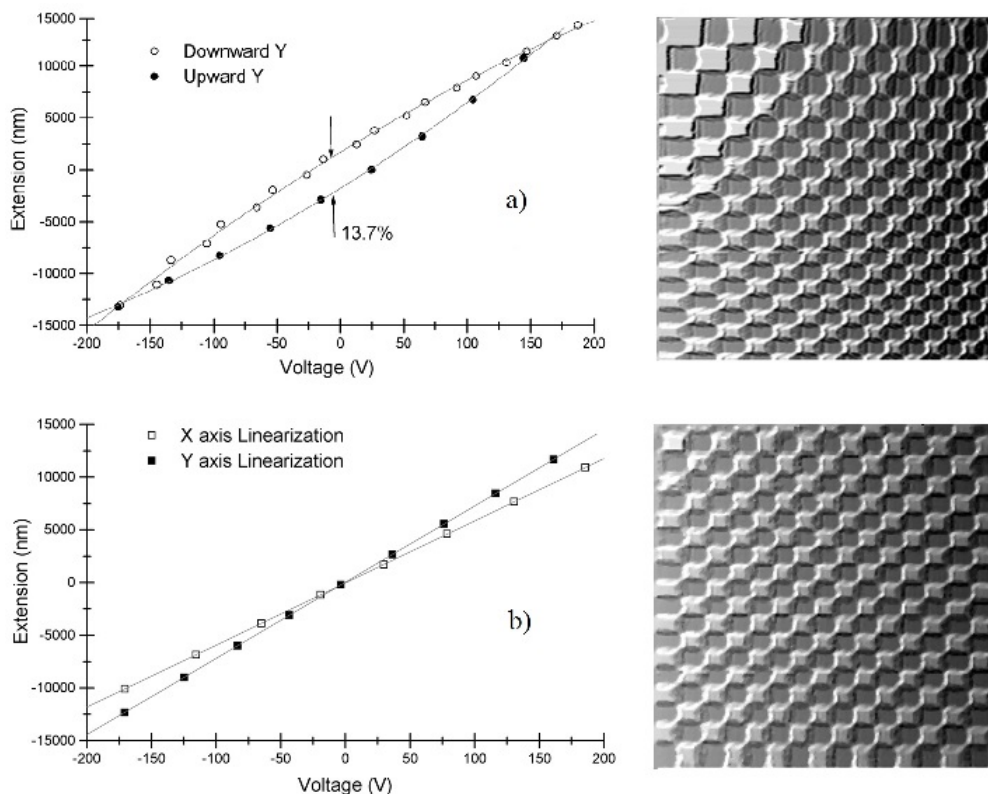 15000
10000
5000
0
-5000
-10000
-15000
Extension (nm)
Downward Y
Upward Y
a)
13.7%
-200 -150 -100 -50 0 50 100 150 200
Voltage (V)
15000
10000
5000
0
-5000
-10000
-15000
Extension (nm)
X axis Linearization
Y axis Linearization
b)
-200 -150 -100 -50 0 50 100 150 200
Voltage (V)